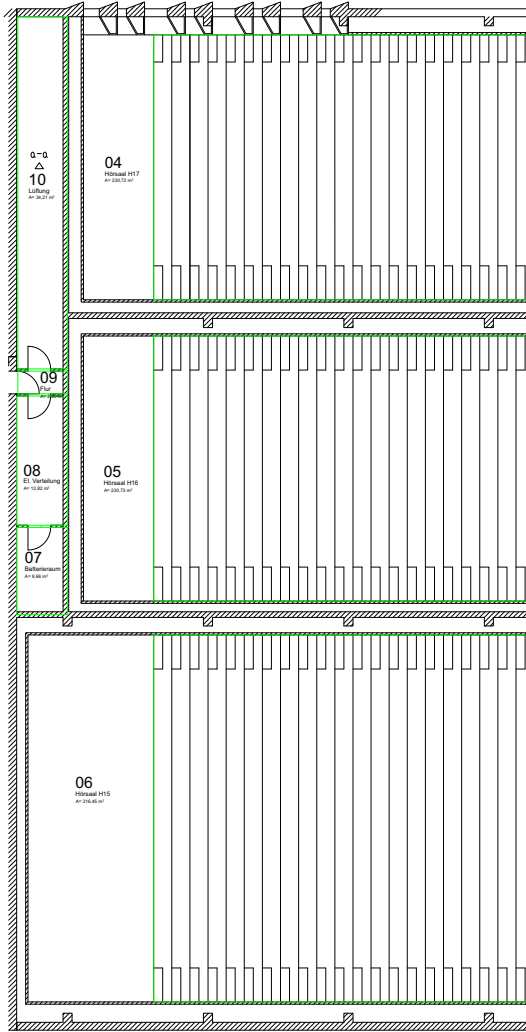 a-a
10
Lüftung
A= 34,21 m²
04
Hörsaal H17
A= 230,72 m²
09
Flur
08
El. Verteilung
A= 12,82 m²
05
Hörsaal H16
A= 230,73 m²
07
Batterieraum
A= 8,66 m²
06
Hörsaal H15
A= 316,45 m²